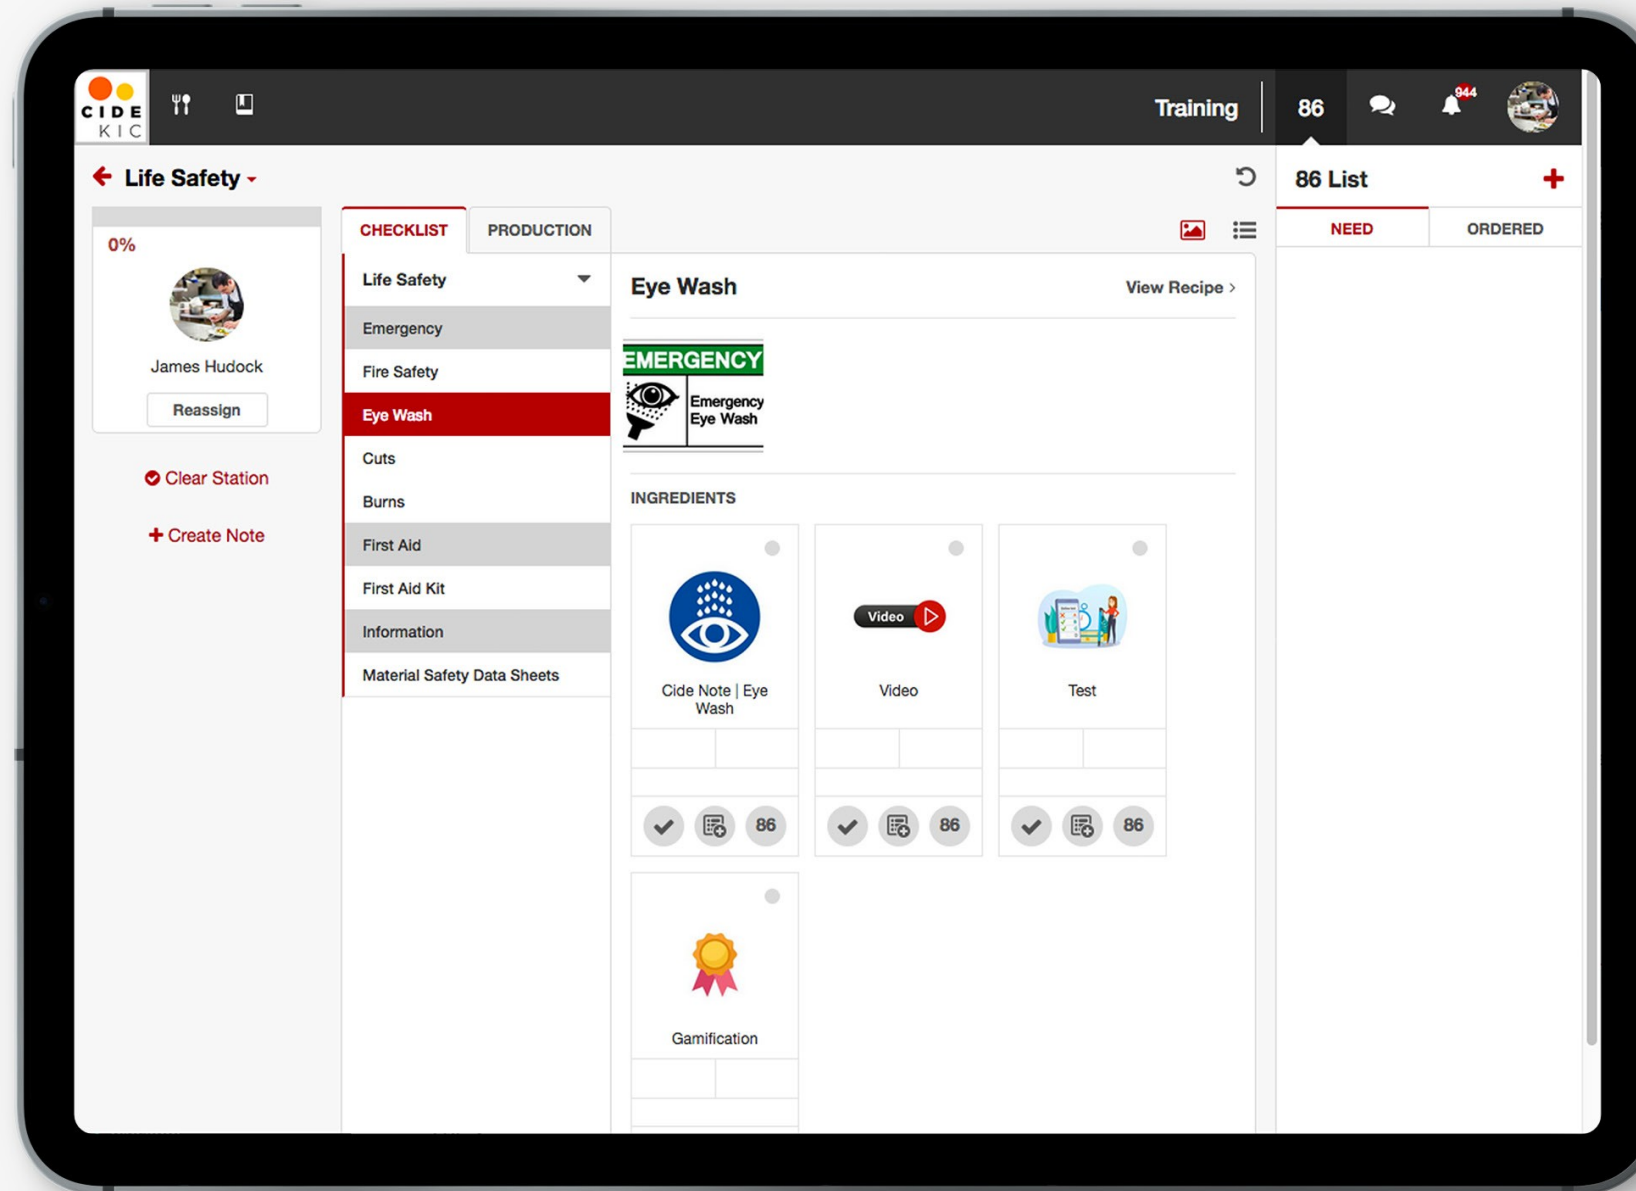 CIDE
KIC
Training
86
944
Life Safety
86 List
0%
CHECKLIST
PRODUCTION
NEED
ORDERED
James Hudock
Reassign
Clear Station
Create Note
Life Safety
Emergency
Fire Safety
Eye Wash
Cuts
Burns
First Aid
First Aid Kit
Information
Material Safety Data Sheets
Eye Wash
View Recipe >
EMERGENCY
Emergency
Eye Wash
INGREDIENTS
Cide Note | Eye
Wash
Video
Video
Test
86
86
86
Gamification